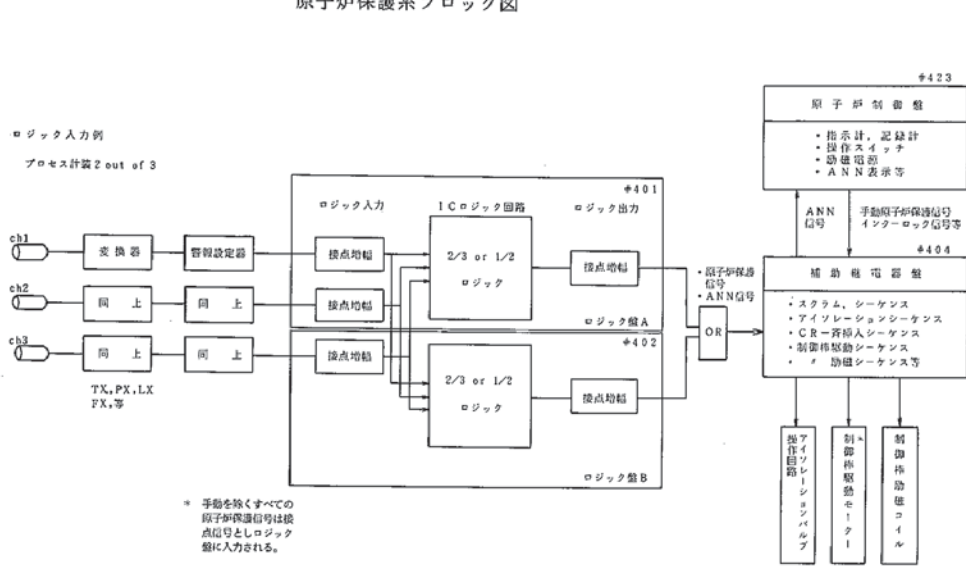 原子炉保護系ブロック図
ロジック入力例
プロセス計装2 out of 3
ch1
変換器
警報設定器
ch2
同 上
同 上
ch3
同 上
同 上
TX,PX,LX
FX,等
#401
ロジック入力
ICロジック回路
ロジック出力
接点増幅
2/3 or 1/2
ロジック
接点増幅
接点増幅
ロジック盤A
#402
接点増幅
2/3 or 1/2
ロジック
接点増幅
ロジック盤B
・原子炉保護
信号
・ANN信号
OR
#423
原子炉制御盤
・指示計，記録計
・操作スイッチ
・励磁電源
・ANN表示等
ANN
信号
手動原子炉保護信号
インターロック信号等
#404
補助継電器盤
・スクラム，シーケンス
・アイソレーションシーケンス
・CR一斉挿入シーケンス
・制御棒駆動シーケンス
・ 〃 励磁シーケンス等
アイソレーションバルブ
操作回路
制御棒駆動モーター
制御棒励磁コイル
* 手動を除くすべての
原子炉保護信号は接
点信号としロジック
盤に入力される。